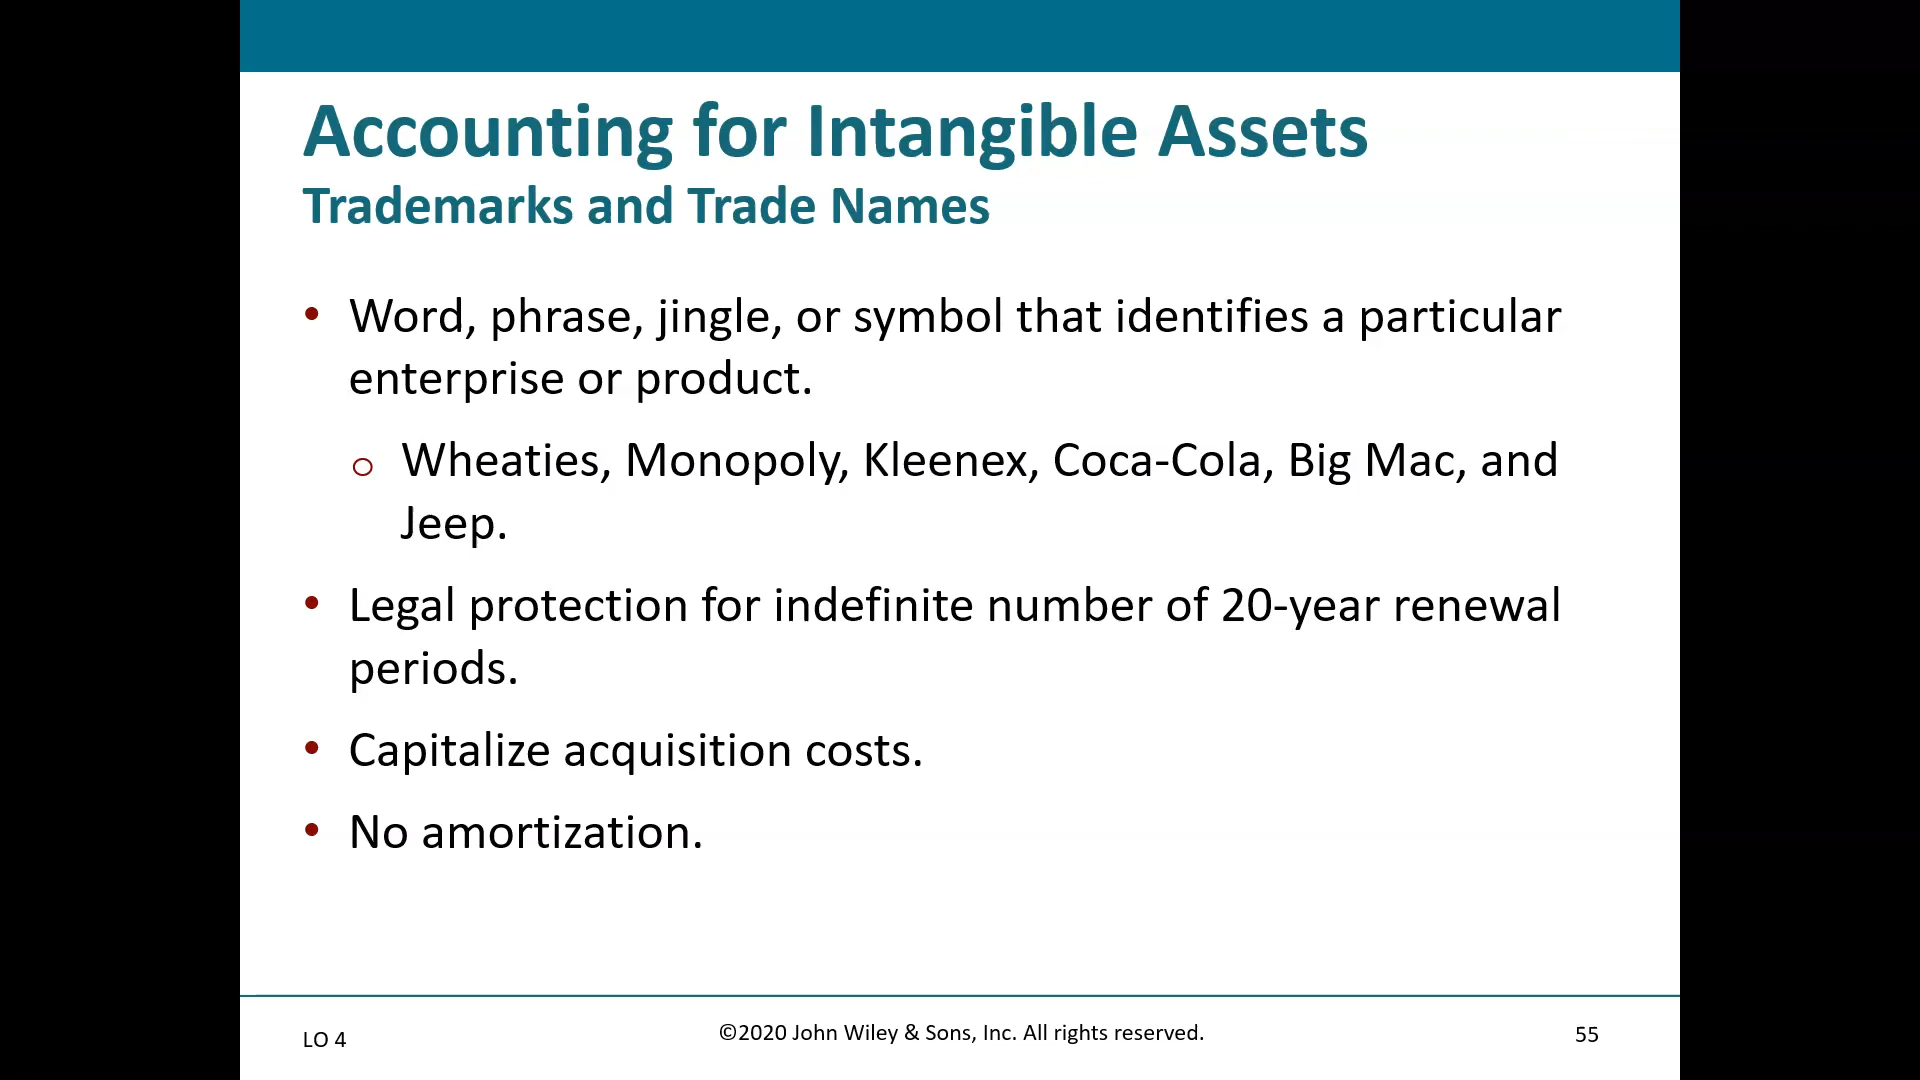 Accounting for Intangible Assets
Trademarks and Trade Names
• Word, phrase, jingle, or symbol that identifies a particular
enterprise or product.
o Wheaties, Monopoly, Kleenex, Coca-Cola, Big Mac, and
Jeep.
• Legal protection for indefinite number of 20-year renewal
periods.
• Capitalize acquisition costs.
• No amortization.
LO 4
©2020 John Wiley & Sons, Inc. All rights reserved.
55